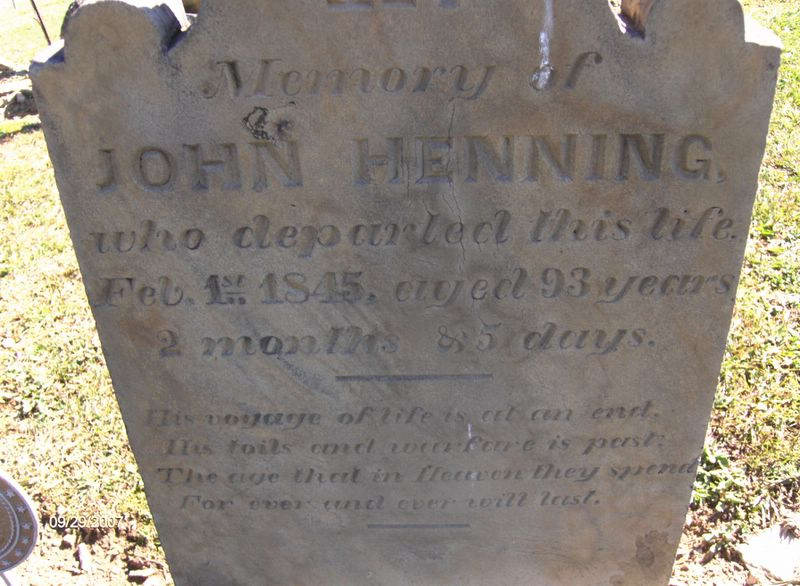 Memory of
JOHN HENNING,
who departed this life.
Feb. 1st 1845, aged 93 years,
2 months & 5 days.
His voyage of life is at an end,
His toils and warfare is past;
The age that in Heaven they spend
For ever and ever will last.
09/29/2007